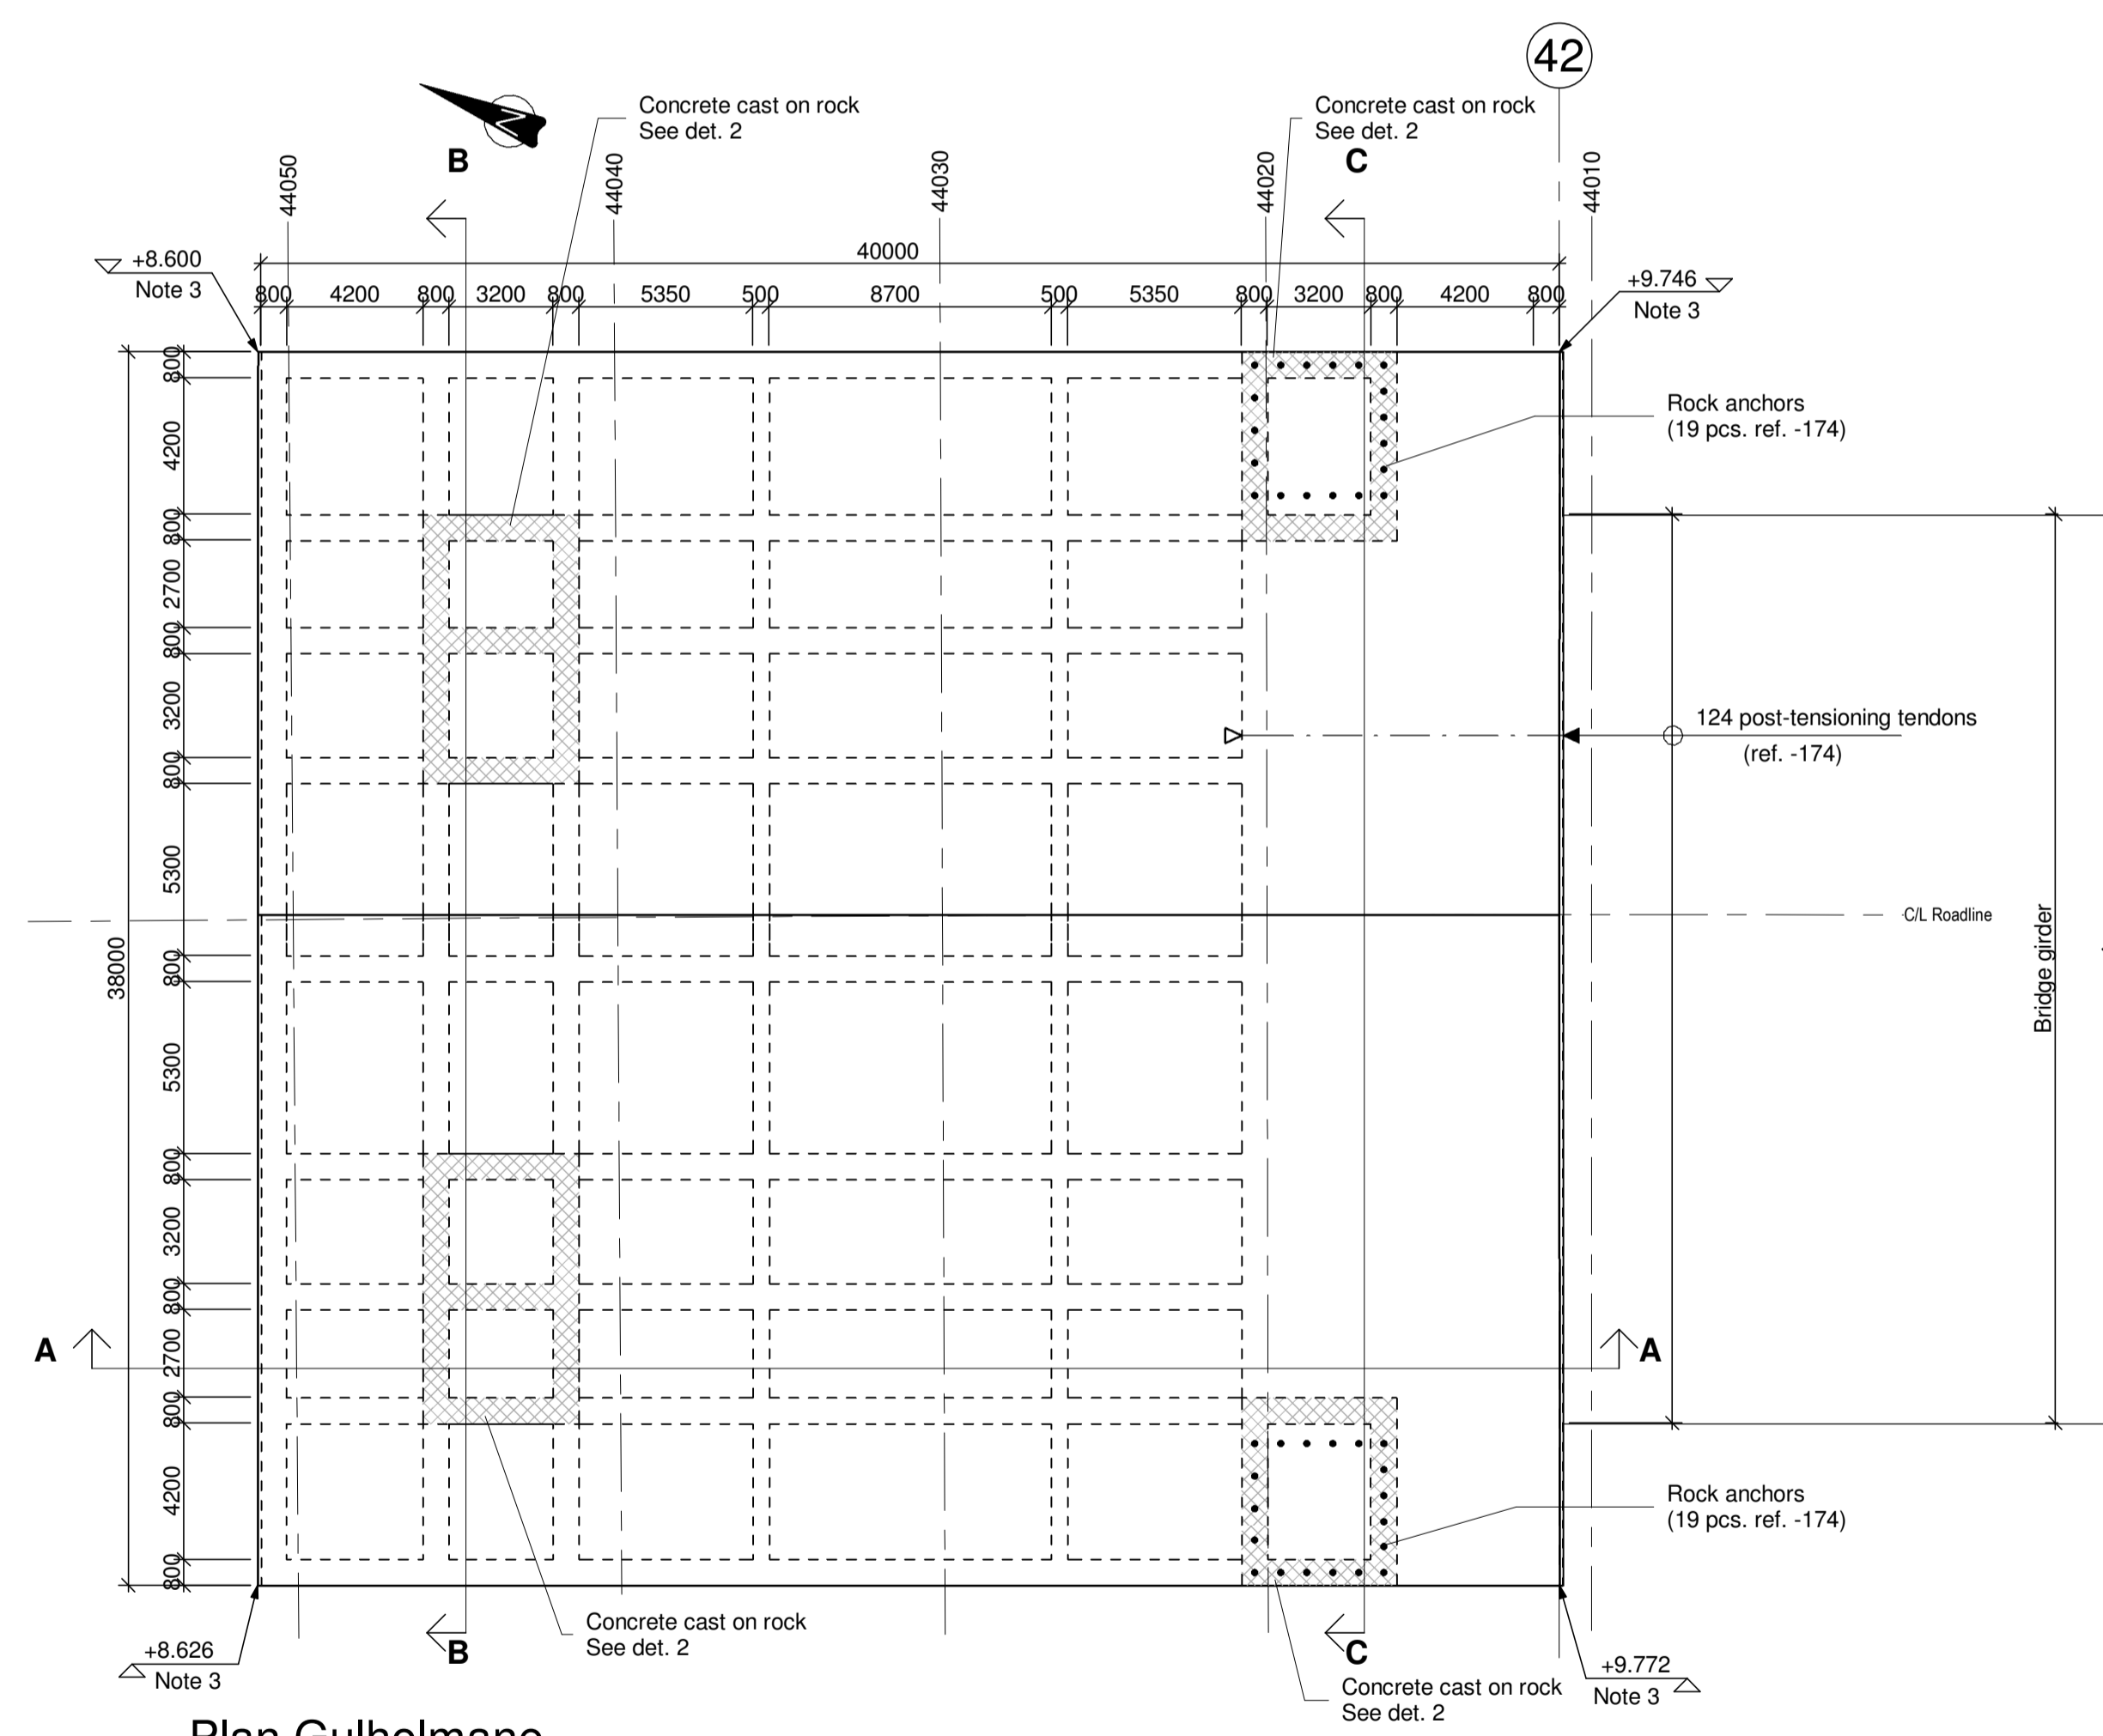 42
Concrete cast on rock
See det. 2
Concrete cast on rock
See det. 2
N
B
C
44050
44040
44030
44020
44010
40000
+8.600
Note 3
+9.746
Note 3
800 4200 800 3200 800 5350 500 8700 500 5350 800 3200 800 4200 800
800
4200
800
2700
800
3200
800
5300
800
5300
800
3200
800
2700
800
4200
800
38000
Rock anchors
(19 pcs. ref. -174)
124 post-tensioning tendons
(ref. -174)
C/L Roadline
Bridge girder
A
A
Rock anchors
(19 pcs. ref. -174)
Concrete cast on rock
See det. 2
B
C
+8.626
Note 3
+9.772
Note 3
Concrete cast on rock
See det. 2
Plan Gulholmane